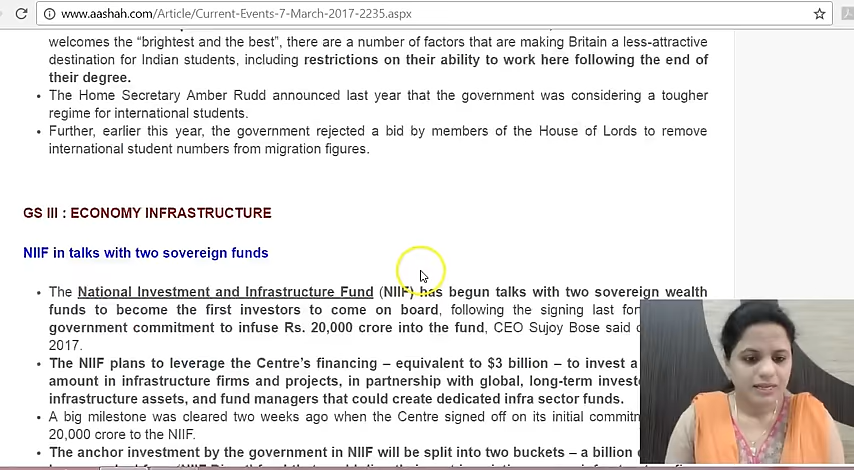 www.aashah.com/Article/Current-Events-7-March-2017-2235.aspx
welcomes the "brightest and the best", there are a number of factors that are making Britain a less-attractive
destination for Indian students, including restrictions on their ability to work here following the end of
their degree.
• The Home Secretary Amber Rudd announced last year that the government was considering a tougher
regime for international students.
• Further, earlier this year, the government rejected a bid by members of the House of Lords to remove
international student numbers from migration figures.
GS III : ECONOMY INFRASTRUCTURE
NIIF in talks with two sovereign funds
• The National Investment and Infrastructure Fund (NIIF) has begun talks with two sovereign wealth
funds to become the first investors to come on board, following the signing last
government commitment to infuse Rs. 20,000 crore into the fund, CEO Sujoy Bose said
2017.
• The NIIF plans to leverage the Centre's financing – equivalent to $3 billion – to invest a
amount in infrastructure firms and projects, in partnership with global, long-term
infrastructure assets, and fund managers that could create dedicated infra sector funds.
• A big milestone was cleared two weeks ago when the Centre signed off on its initial
20,000 crore to the NIIF.
• The anchor investment by the government in NIIF will be split into two buckets – a billion